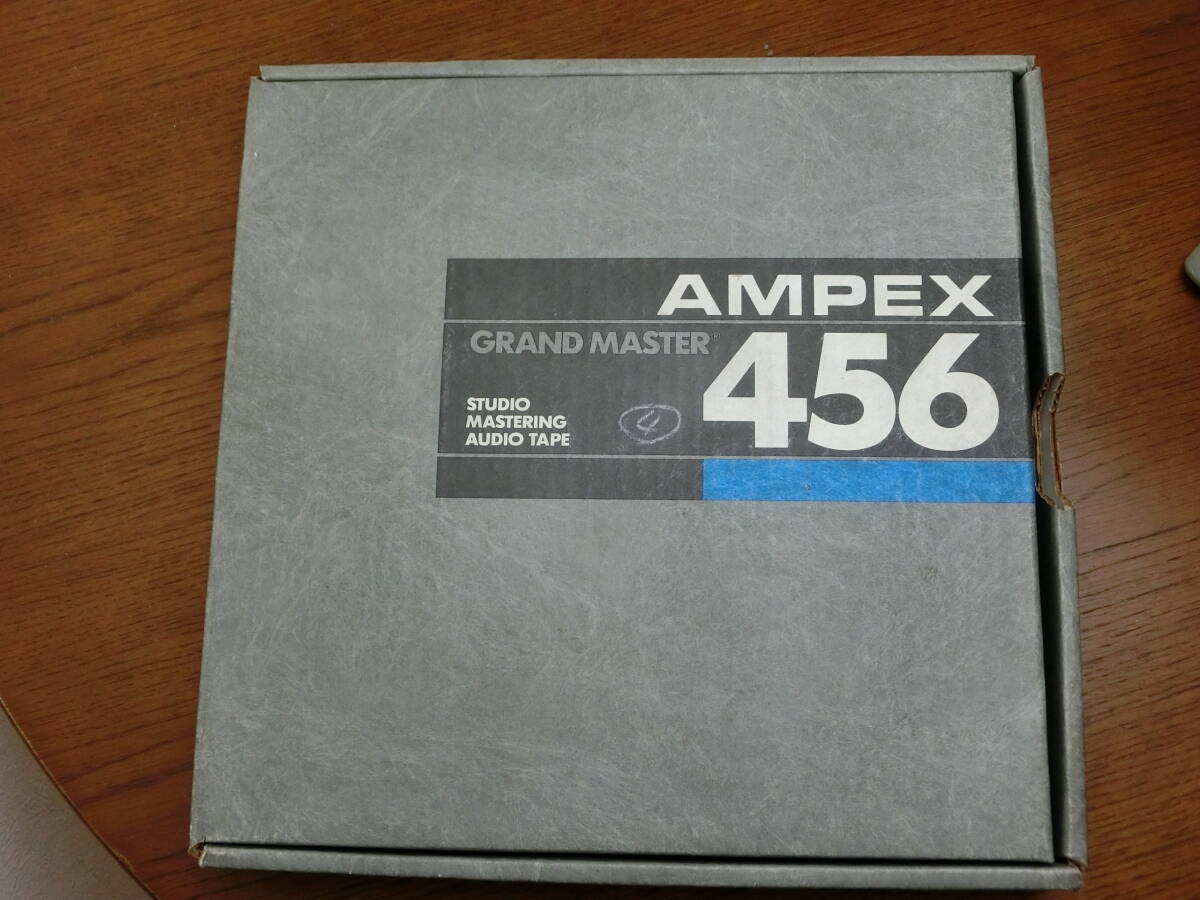 AMPEX
GRAND MASTER®
456
STUDIO
MASTERING
AUDIO TAPE
4